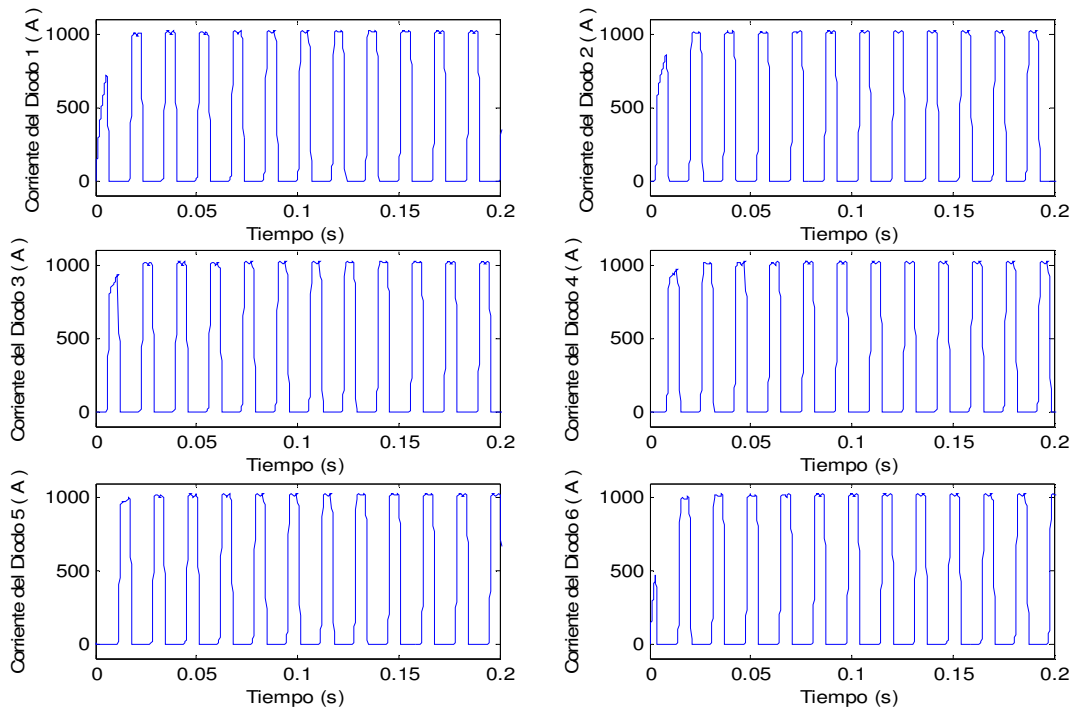 Corriente del Diodo 1 ( A )
1000
500
0
0 0.05 0.1 0.15 0.2
Tiempo (s)
Corriente del Diodo 2 ( A )
1000
500
0
0 0.05 0.1 0.15 0.2
Tiempo (s)
Corriente del Diodo 3 ( A )
1000
500
0
0 0.05 0.1 0.15 0.2
Tiempo (s)
Corriente del Diodo 4 ( A )
1000
500
0
0 0.05 0.1 0.15 0.2
Tiempo (s)
Corriente del Diodo 5 ( A )
1000
500
0
0 0.05 0.1 0.15 0.2
Tiempo (s)
Corriente del Diodo 6 ( A )
1000
500
0
0 0.05 0.1 0.15 0.2
Tiempo (s)